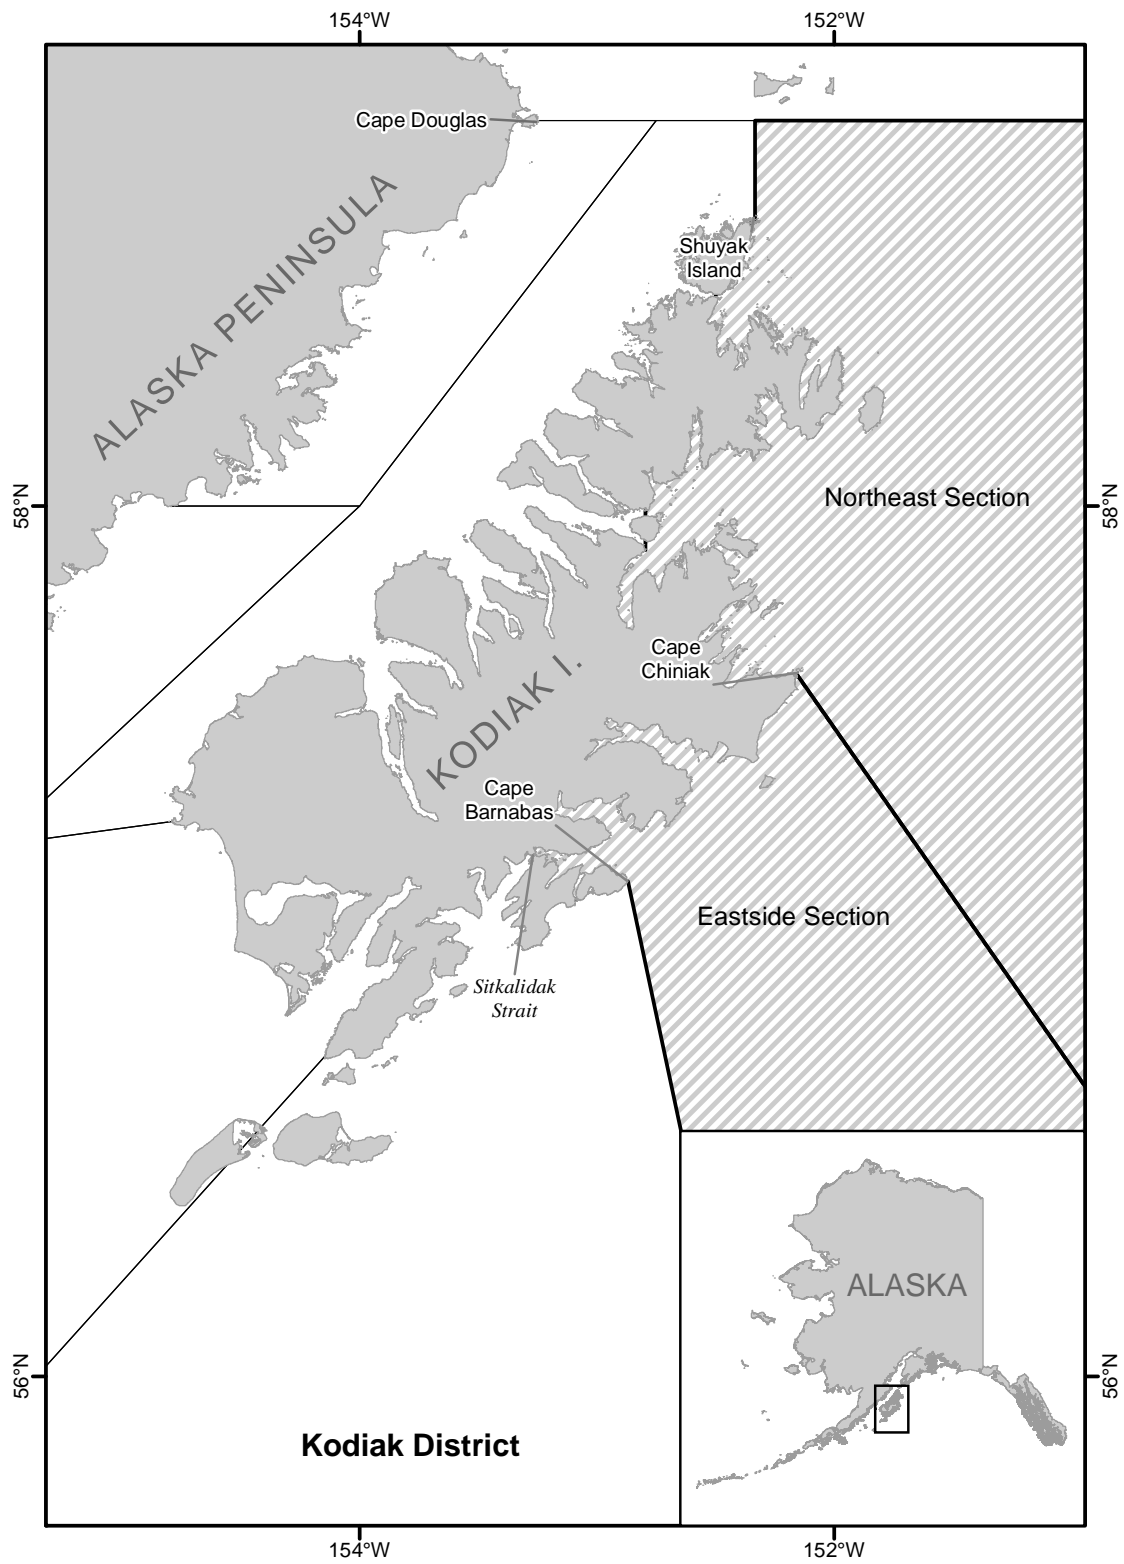 154°W
152°W
Cape Douglas
ALASKA PENINSULA
Shuyak
Island
58°N
58°N
Northeast Section
Cape
Chiniak
KODIAK I.
Cape
Barnabas
Eastside Section
Sitkalidak
Strait
ALASKA
56°N
56°N
Kodiak District
154°W
152°W